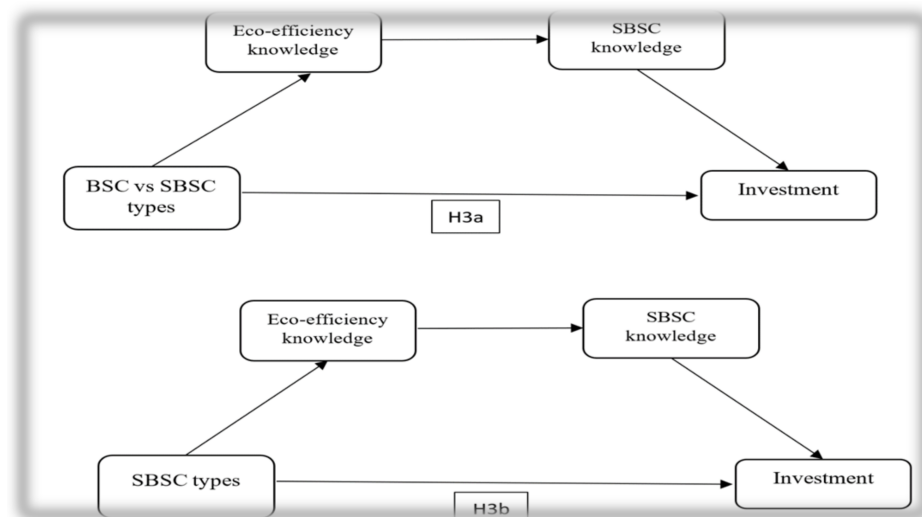 Eco-efficiency
knowledge
SBSC
knowledge
BSC vs SBSC
types
Investment
H3a
Eco-efficiency
knowledge
SBSC
knowledge
SBSC types
Investment
H3b